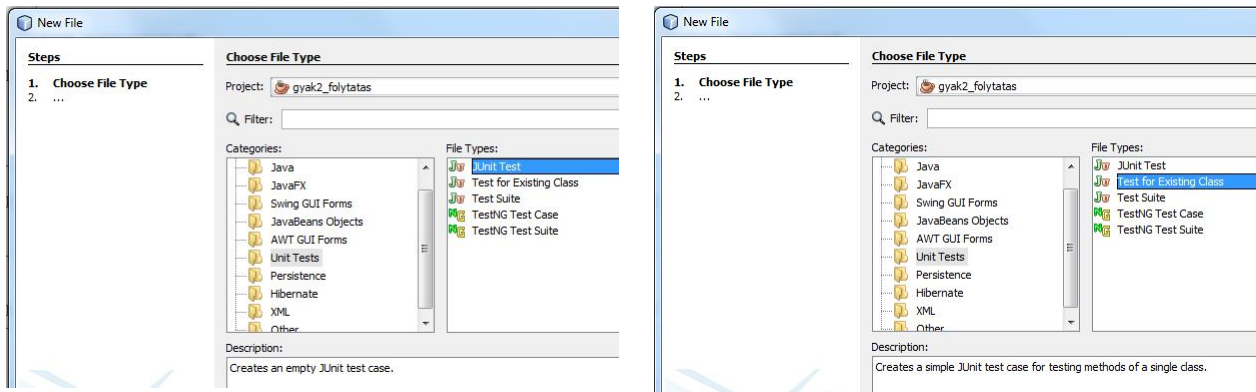 New File
Steps
1. Choose File Type
2. ...
Choose File Type
Project: gyak2_folytatas
Filter:
Categories:
Java
JavaFX
Swing GUI Forms
JavaBeans Objects
AWT GUI Forms
Unit Tests
Persistence
Hibernate
XML
Other
File Types:
JUnit Test
Test for Existing Class
Test Suite
TestNG Test Case
TestNG Test Suite
Description:
Creates an empty JUnit test case.
New File
Steps
1. Choose File Type
2. ...
Choose File Type
Project: gyak2_folytatas
Filter:
Categories:
Java
JavaFX
Swing GUI Forms
JavaBeans Objects
AWT GUI Forms
Unit Tests
Persistence
Hibernate
XML
Other
File Types:
JUnit Test
Test for Existing Class
Test Suite
TestNG Test Case
TestNG Test Suite
Description:
Creates a simple JUnit test case for testing methods of a single class.